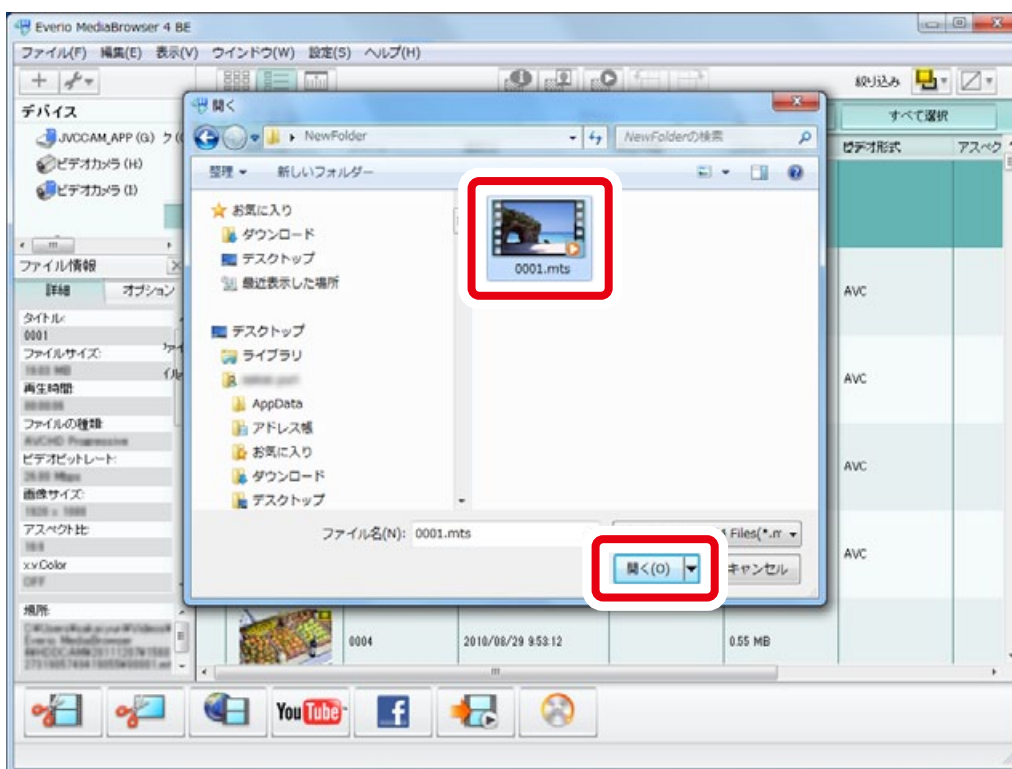 Everio MediaBrowser 4 BE
ファイル(F) 編集(E) 表示(V) ウインドウ(W) 設定(S) ヘルプ(H)
絞り込み
デバイス
すべて選択
JVCCAM_APP (G) ク
ビデオカメラ (H)
ビデオカメラ (I)
ビデオ形式 アスペク
開く
NewFolder
NewFolderの検索
整理 新しいフォルダー
お気に入り
ダウンロード
デスクトップ
最近表示した場所
デスクトップ
ライブラリ
AppData
アドレス帳
お気に入り
ダウンロード
デスクトップ
0001.mts
ファイル名(N): 0001.mts
Files(*.m
開く(O)
キャンセル
ファイル情報
詳細 オプション
タイトル:
0001
ファイルサイズ:
再生時間:
ファイルの種類:
ビデオビットレート:
画像サイズ:
アスペクト比:
x.v.Color
場所:
AVC
AVC
AVC
AVC
0004 2010/08/29 9:53:12 0.55 MB
YouTube
f